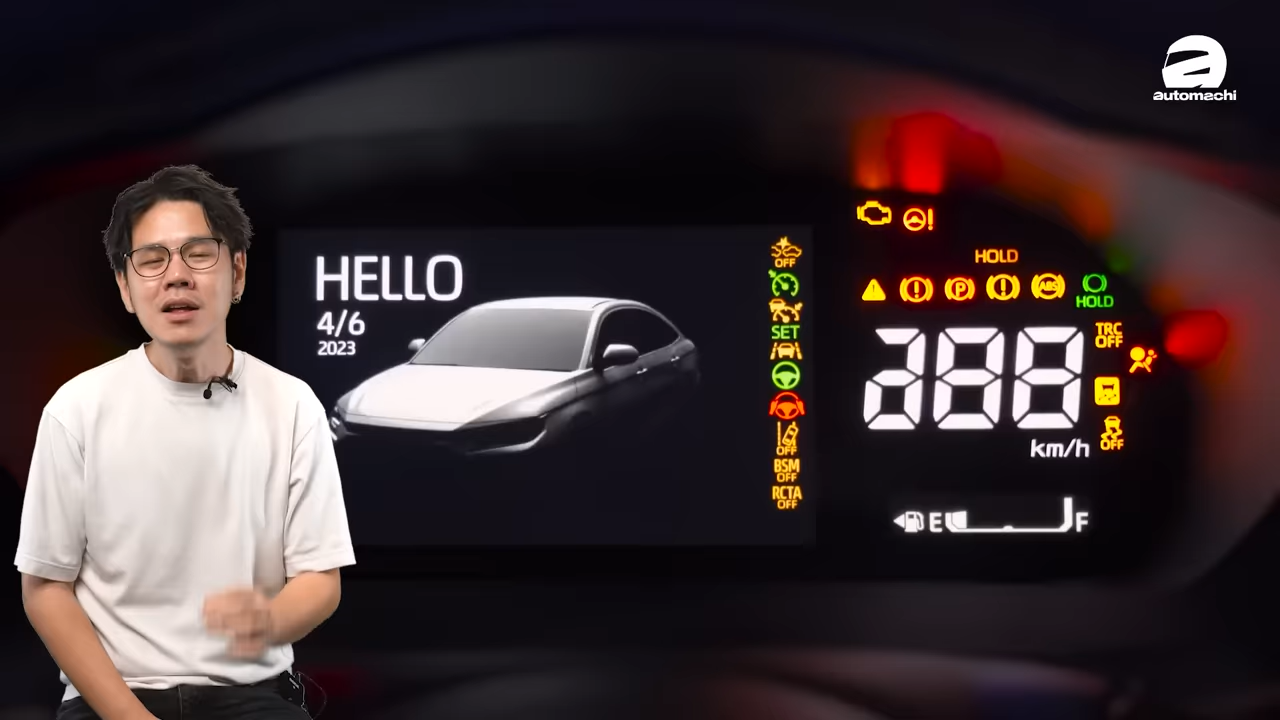 automachi
HELLO
4/6
2023
OFF
SET
OFF
BSM
OFF
RCTA
OFF
HOLD
P
ABS
HOLD
TRC
OFF
288
km/h
OFF
E
F